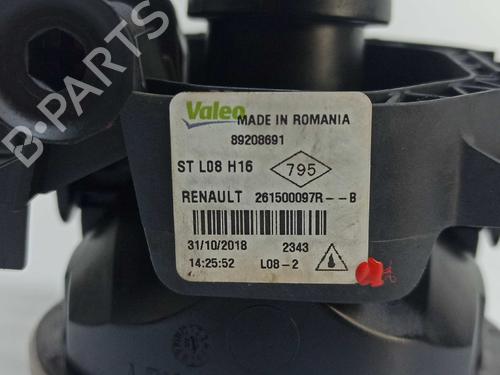 B-PARTS
Valeo MADE IN ROMANIA
89208691
ST L08 H16 795
RENAULT 261500097R--B
31/10/2018 2343
14:25:52 L08-2